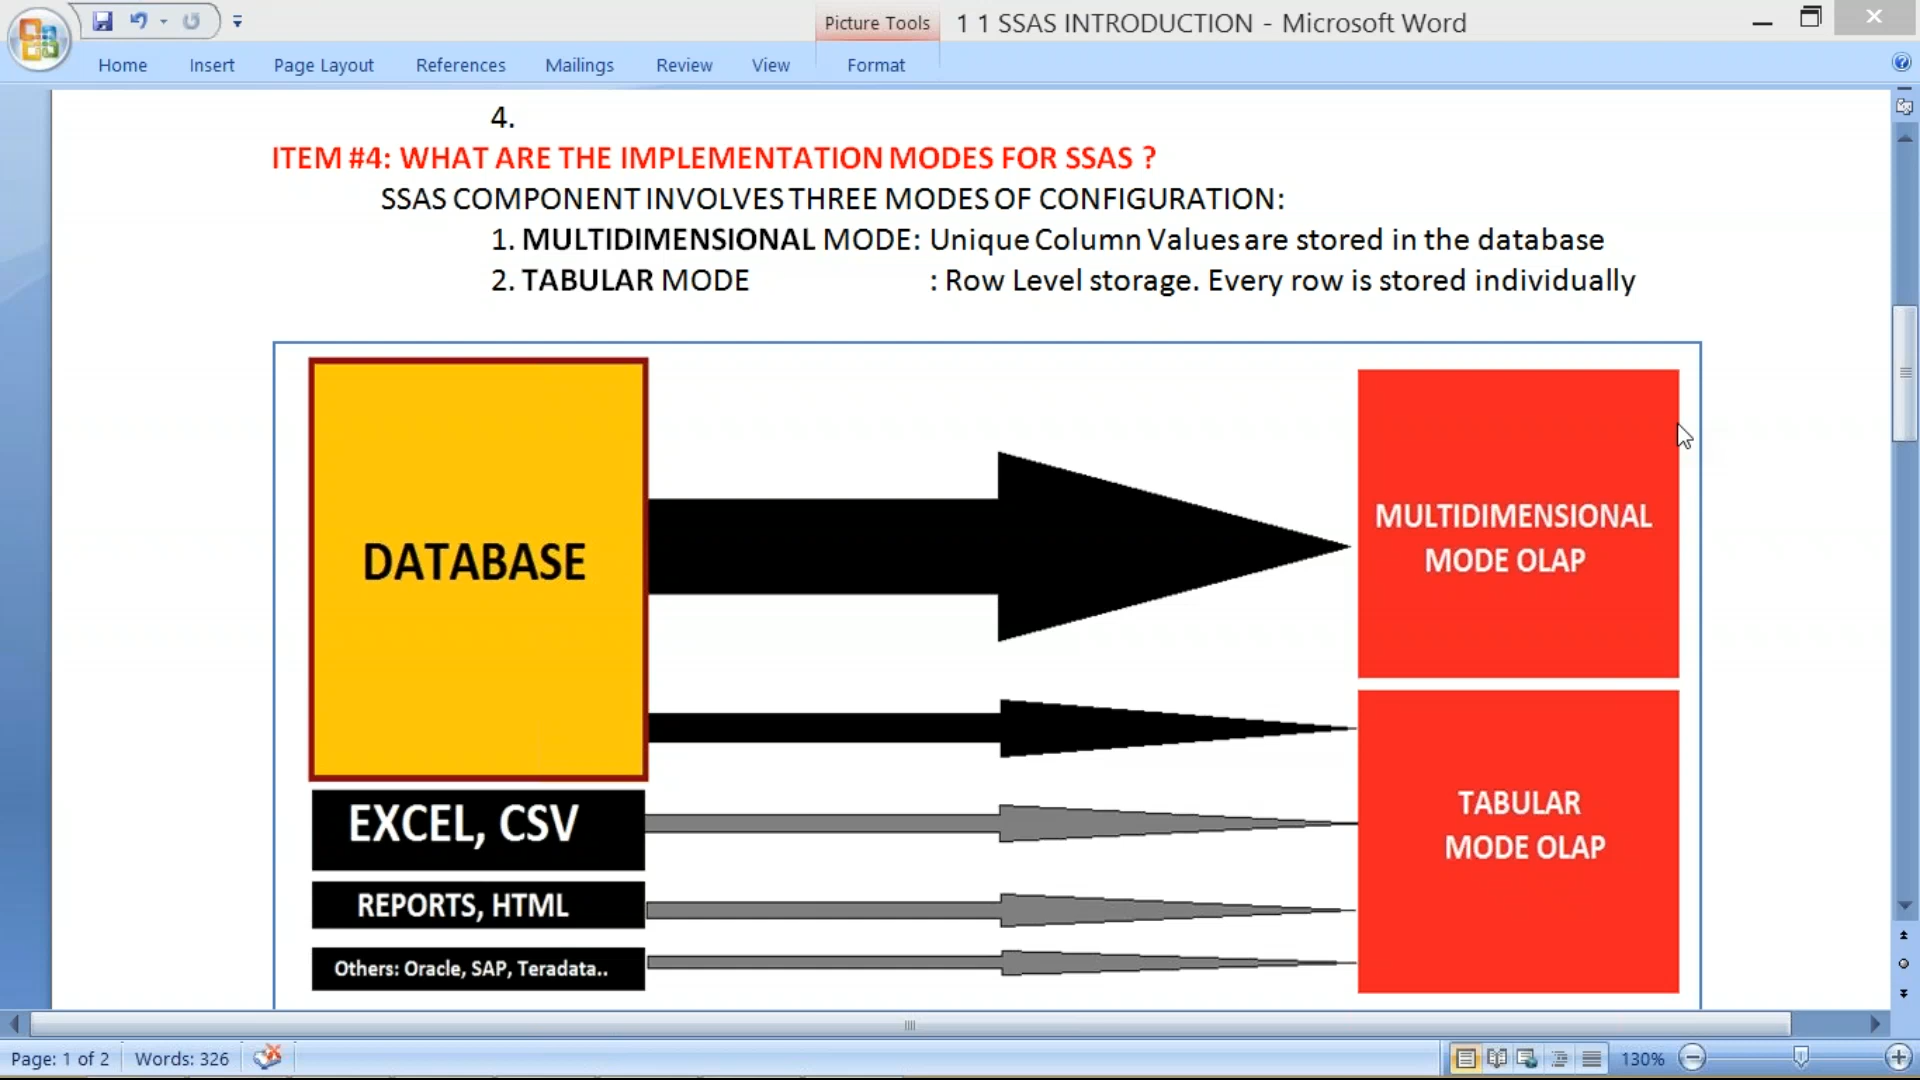 Picture Tools
1 1 SSAS INTRODUCTION - Microsoft Word
Home Insert Page Layout References Mailings Review View Format
4.
ITEM #4: WHAT ARE THE IMPLEMENTATION MODES FOR SSAS ?
SSAS COMPONENT INVOLVES THREE MODES OF CONFIGURATION:
1. MULTIDIMENSIONAL MODE: Unique Column Values are stored in the database
2. TABULAR MODE : Row Level storage. Every row is stored individually
DATABASE
MULTIDIMENSIONAL
MODE OLAP
EXCEL, CSV
REPORTS, HTML
Others: Oracle, SAP, Teradata..
TABULAR
MODE OLAP
Page: 1 of 2 Words: 326 130%